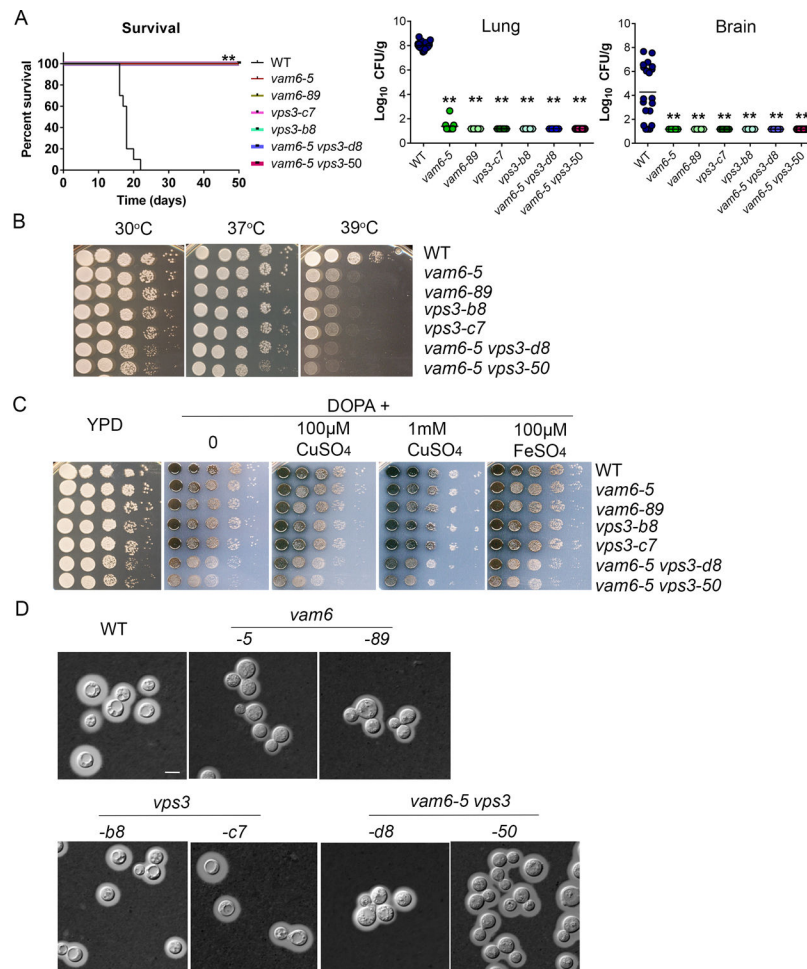 A
Survival
Percent survival
100
80
60
40
20
0
0
10
20
30
40
50
Time (days)
**
WT
vam6-5
vam6-89
vps3-c7
vps3-b8
vam6-5 vps3-d8
vam6-5 vps3-50
Lung
Log10 CFU/g
10
8
6
4
2
0
** ** ** ** ** **
WT
vam6-5
vam6-89
vps3-c7
vps3-b8
vam6-5 vps3-d8
vam6-5 vps3-50
Brain
Log10 CFU/g
10
8
6
4
2
0
** ** ** ** ** **
WT
vam6-5
vam6-89
vps3-c7
vps3-b8
vam6-5 vps3-d8
vam6-5 vps3-50
B
30°C 37°C 39°C
WT
vam6-5
vam6-89
vps3-b8
vps3-c7
vam6-5 vps3-d8
vam6-5 vps3-50
C
DOPA +
YPD
0
100µM
CuSO4
1mM
CuSO4
100µM
FeSO4
WT
vam6-5
vam6-89
vps3-b8
vps3-c7
vam6-5 vps3-d8
vam6-5 vps3-50
D
WT
vam6
-5 -89
vps3
-b8 -c7
vam6-5 vps3
-d8 -50